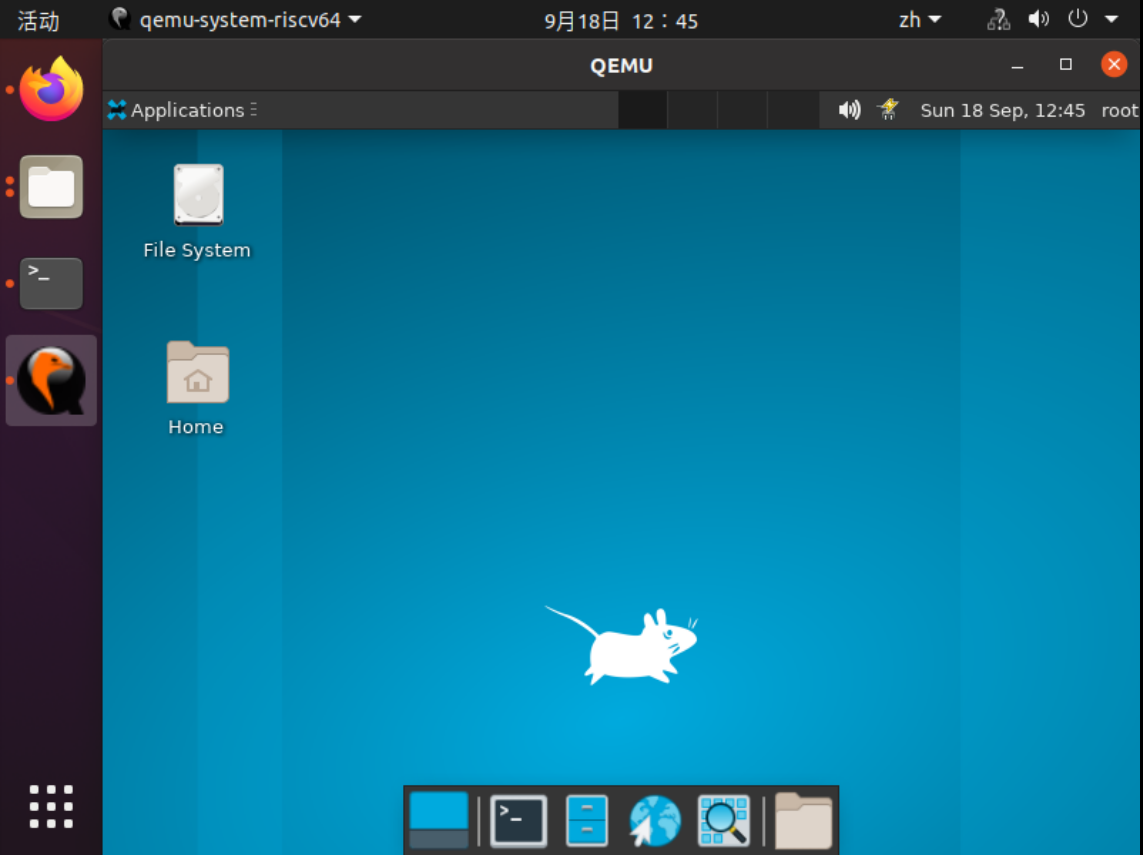 活动
qemu-system-riscv64
9月18日 12：45
zh
QEMU
Applications
Sun 18 Sep, 12:45
root
File System
>_
Home
>_